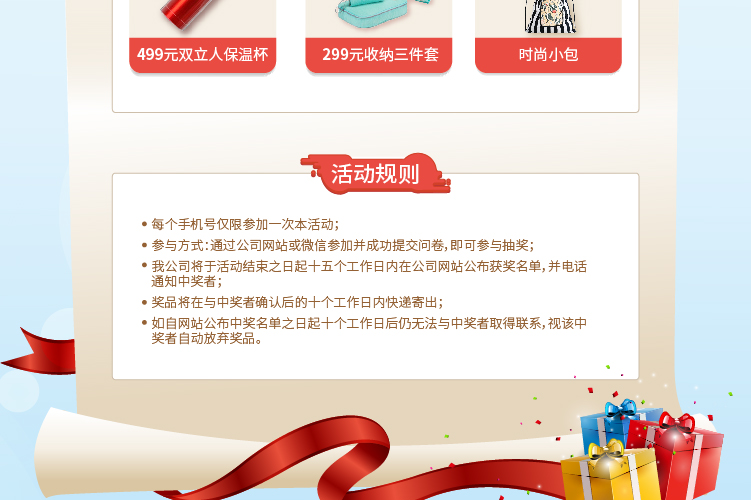 499元双立人保温杯
299元收纳三件套
时尚小包
活动规则
每个手机号仅限参加一次本活动；
参与方式：通过公司网站或微信参加并成功提交问卷，即可参与抽奖；
我公司将于活动结束之日起十五个工作日内在公司网站公布获奖名单，并电话
通知中奖者；
奖品将在与中奖者确认后的十个工作日内快递寄出；
如自网站公布中奖名单之日起十个工作日后仍无法与中奖者取得联系，视该中
奖者自动放弃奖品。